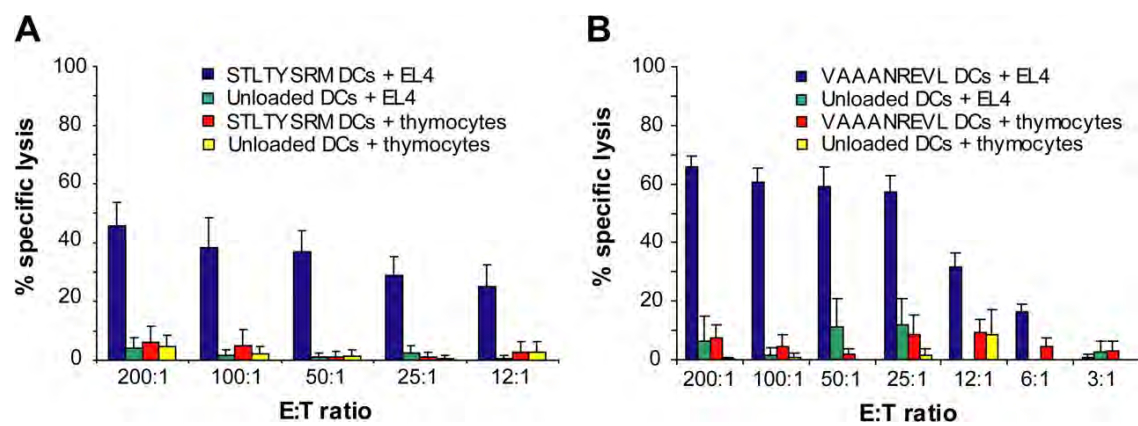 A
STLTYSRM DCs + EL4
Unloaded DCs + EL4
STLTYSRM DCs + thymocytes
Unloaded DCs + thymocytes
% specific lysis
100
80
60
40
20
0
200:1 100:1 50:1 25:1 12:1
E:T ratio
B
VAAANREVL DCs + EL4
Unloaded DCs + EL4
VAAANREVL DCs + thymocytes
Unloaded DCs + thymocytes
% specific lysis
100
80
60
40
20
0
200:1 100:1 50:1 25:1 12:1 6:1 3:1
E:T ratio